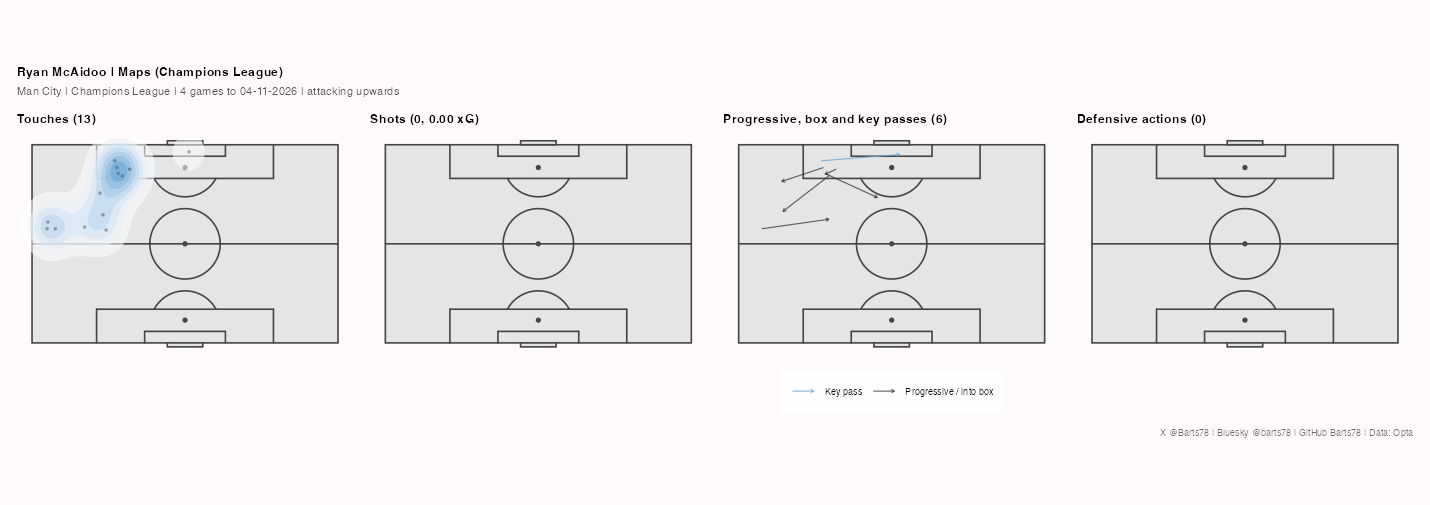 Ryan McAidoo | Maps (Champions League)
Man City | Champions League | 4 games to 04-11-2026 | attacking upwards
Touches (13)
Shots (0, 0.00 xG)
Progressive, box and key passes (6)
Defensive actions (0)
Key pass
Progressive / into box
X @Barts78 | Bluesky @barts78 | GitHub Barts78 | Data: Opta